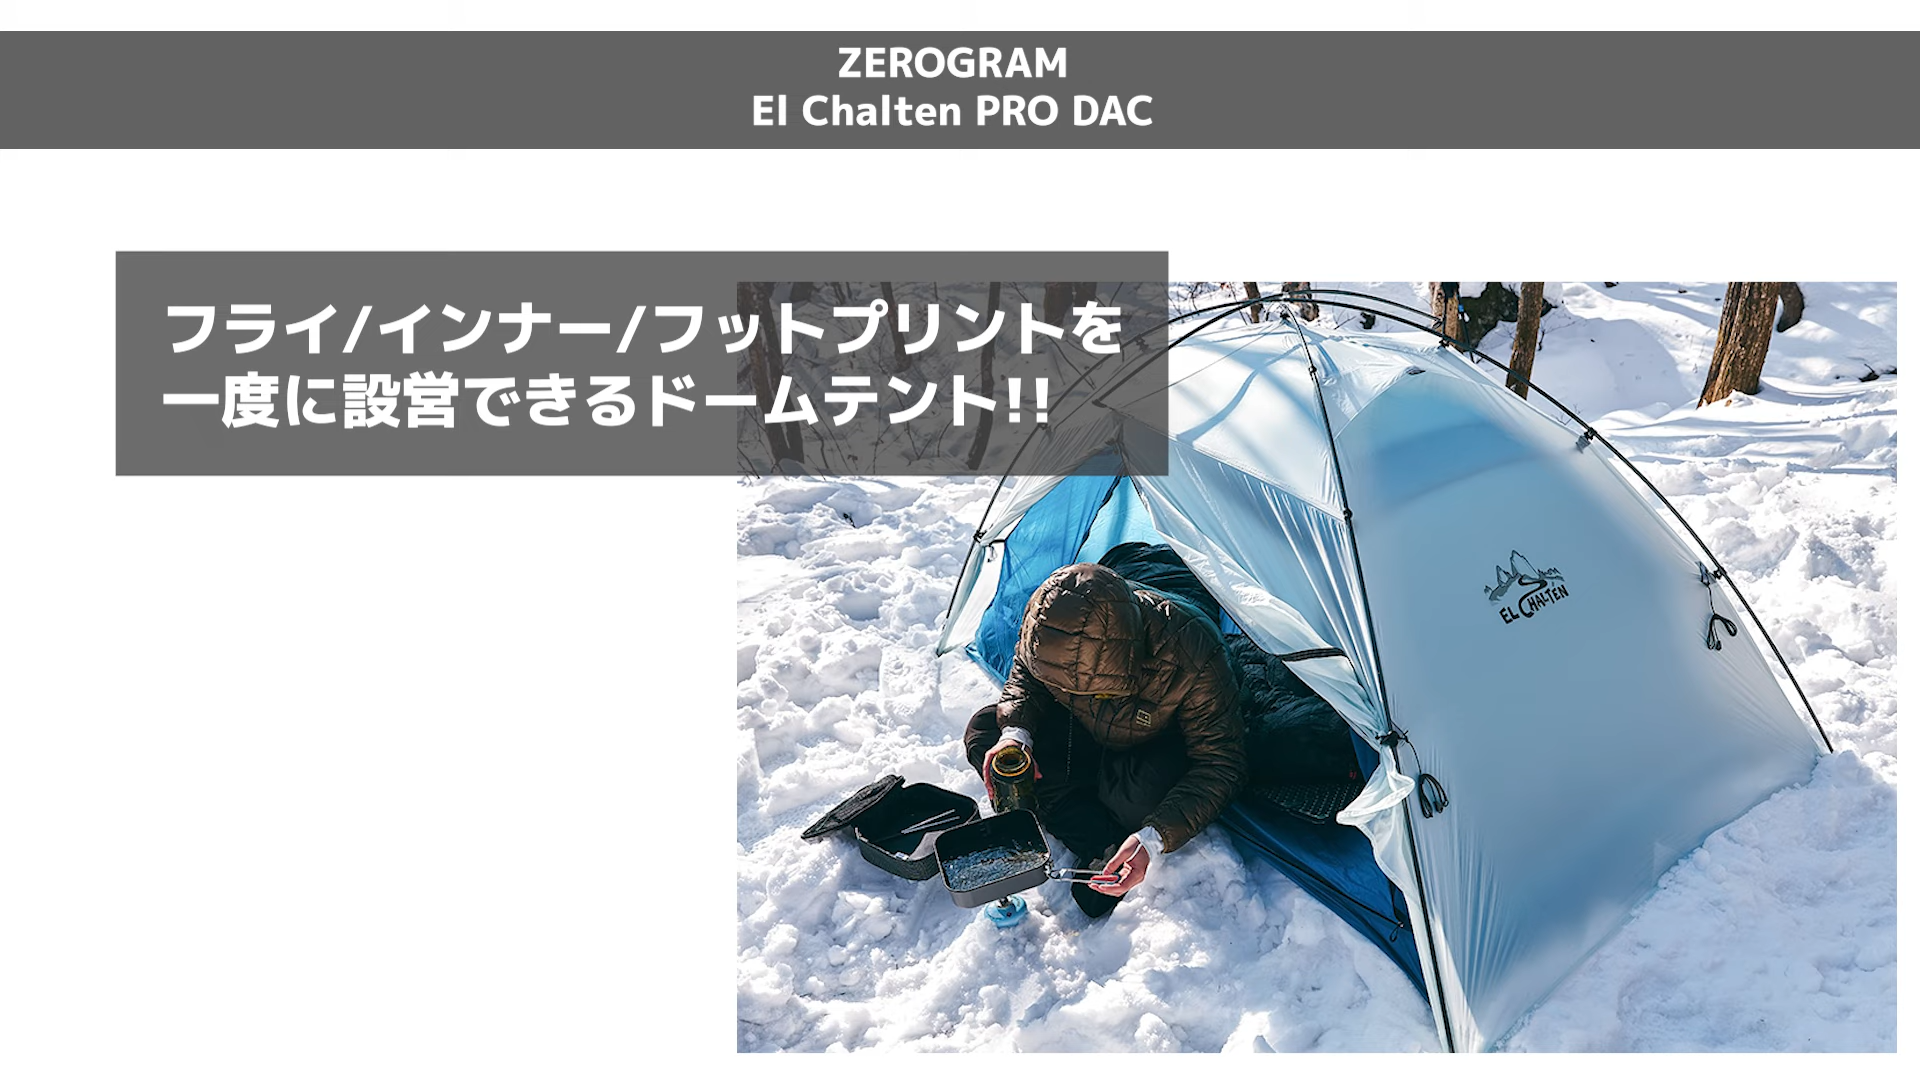 ZEROGRAM
El Chalten PRO DAC
フライ/インナー/フットプリントを
一度に設営できるドームテント!!
EL CHALTÉN